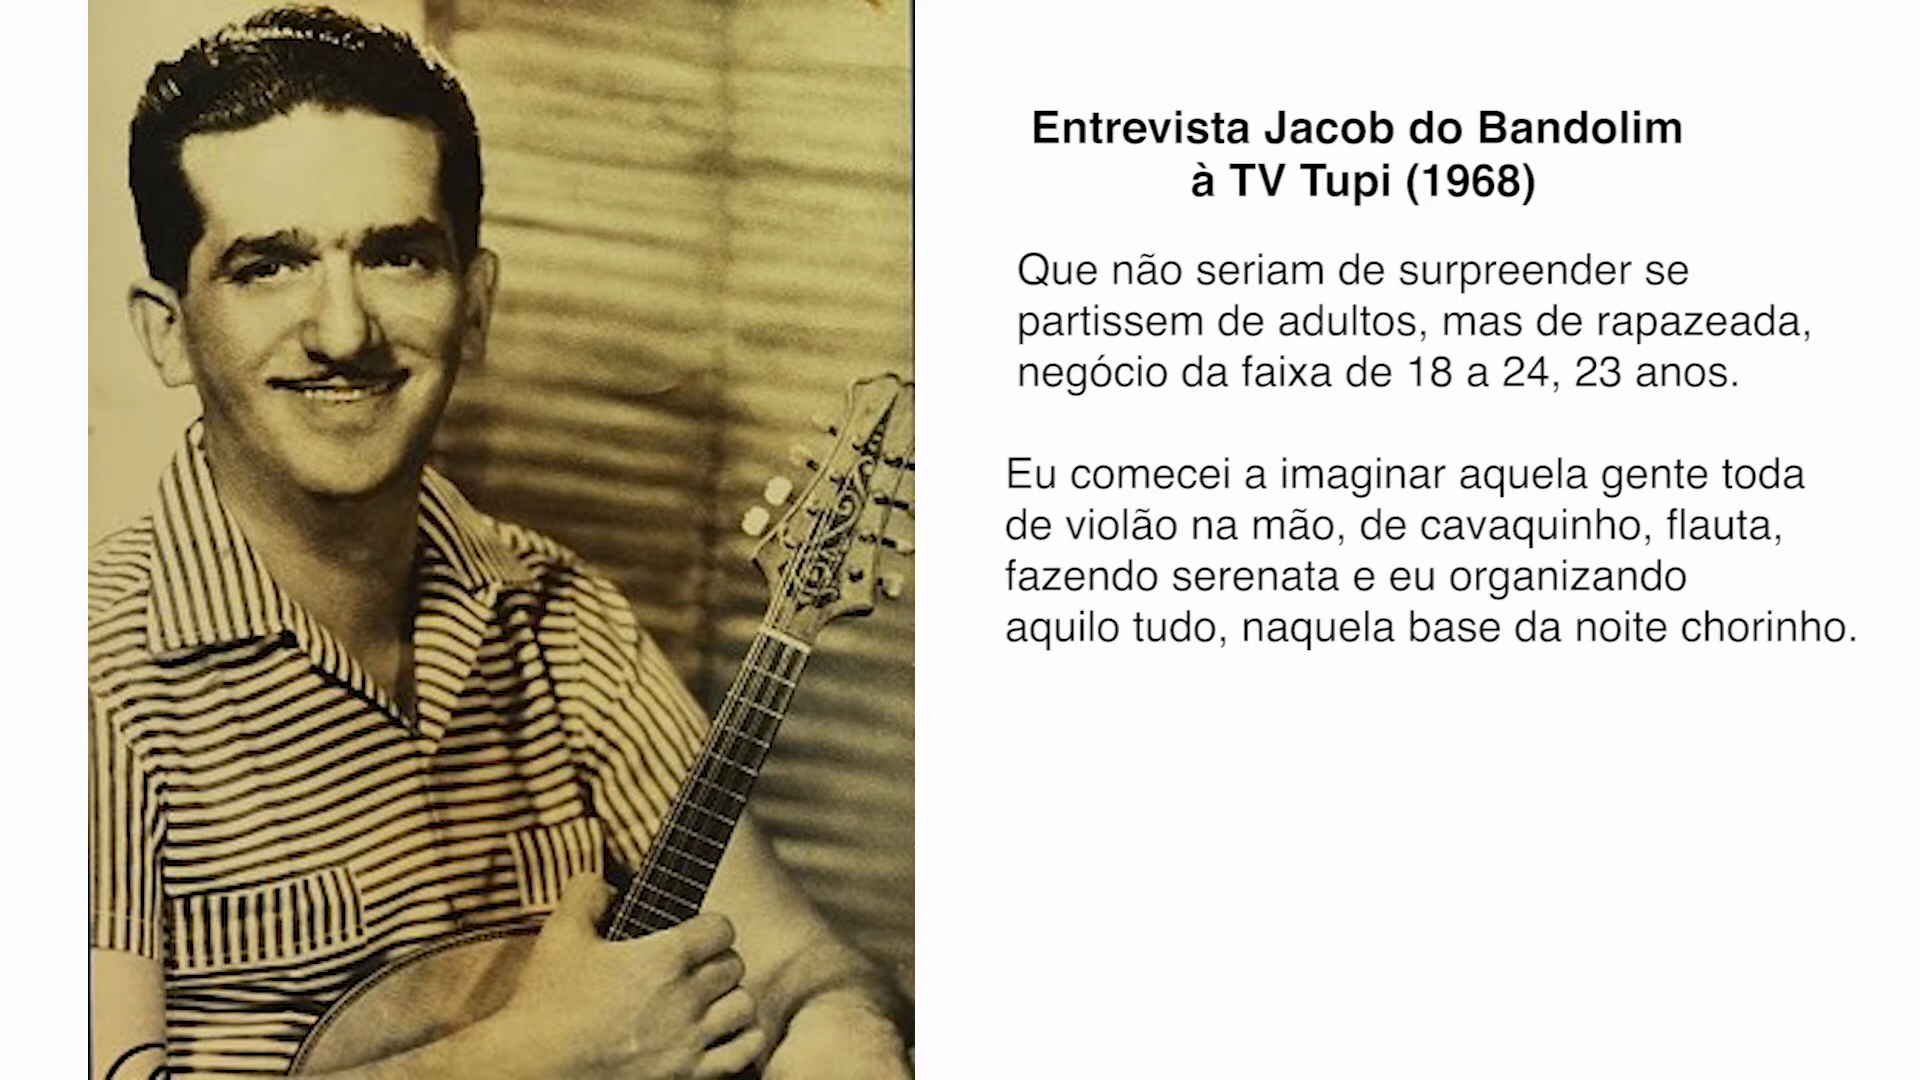 Entrevista Jacob do Bandolim
à TV Tupi (1968)
Que não seriam de surpreender se
partissem de adultos, mas de rapazeada,
negócio da faixa de 18 a 24, 23 anos.
Eu comecei a imaginar aquela gente toda
de violão na mão, de cavaquinho, flauta,
fazendo serenata e eu organizando
aquilo tudo, naquela base da noite chorinho.